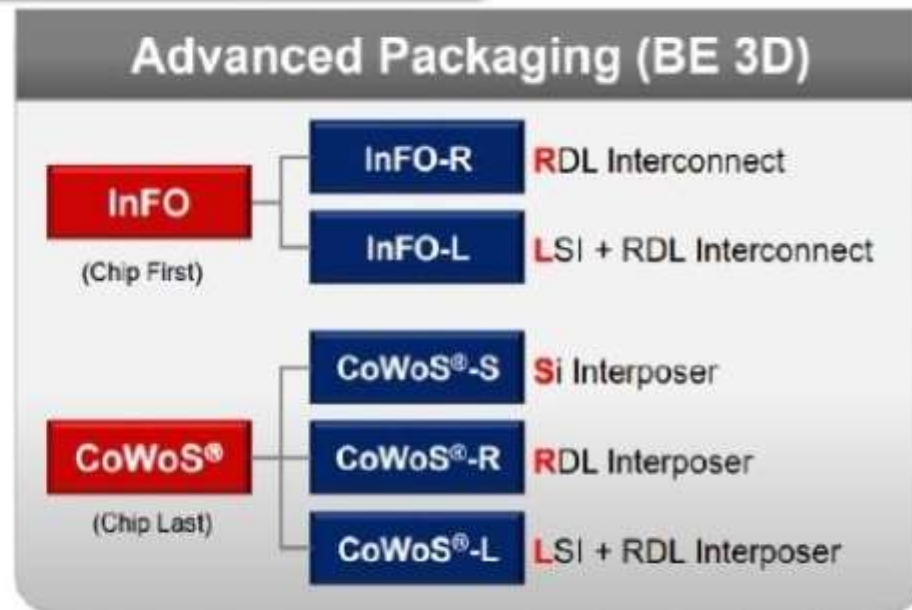 Advanced Packaging (BE 3D)
InFO
(Chip First)
InFO-R RDL Interconnect
InFO-L LSI + RDL Interconnect
CoWoS®
(Chip Last)
CoWoS®-S Si Interposer
CoWoS®-R RDL Interposer
CoWoS®-L LSI + RDL Interposer